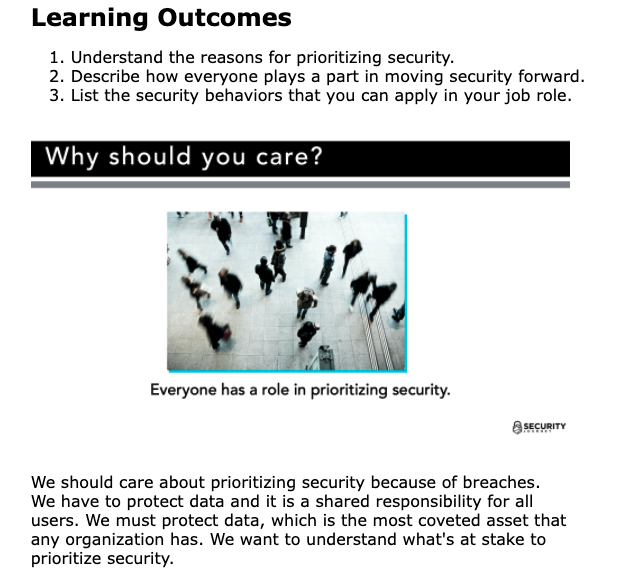 Learning Outcomes
1. Understand the reasons for prioritizing security.
2. Describe how everyone plays a part in moving security forward.
3. List the security behaviors that you can apply in your job role.
Why should you care?
Everyone has a role in prioritizing security.
SECURITY
JOURNEY
We should care about prioritizing security because of breaches.
We have to protect data and it is a shared responsibility for all
users. We must protect data, which is the most coveted asset that
any organization has. We want to understand what's at stake to
prioritize security.